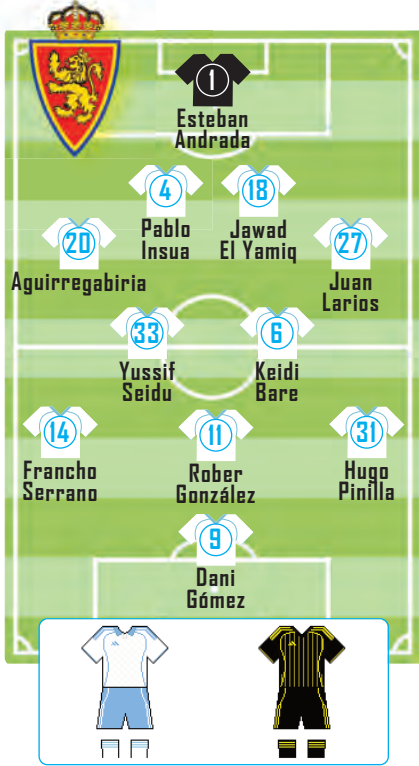 1
Esteban
Andrada
4
Pablo
Insua
18
Jawad
El Yamiq
20
Aguirregabiria
27
Juan
Larios
33
Yussif
Seidu
6
Keidi
Bare
14
Francho
Serrano
11
Rober
González
31
Hugo
Pinilla
9
Dani
Gómez